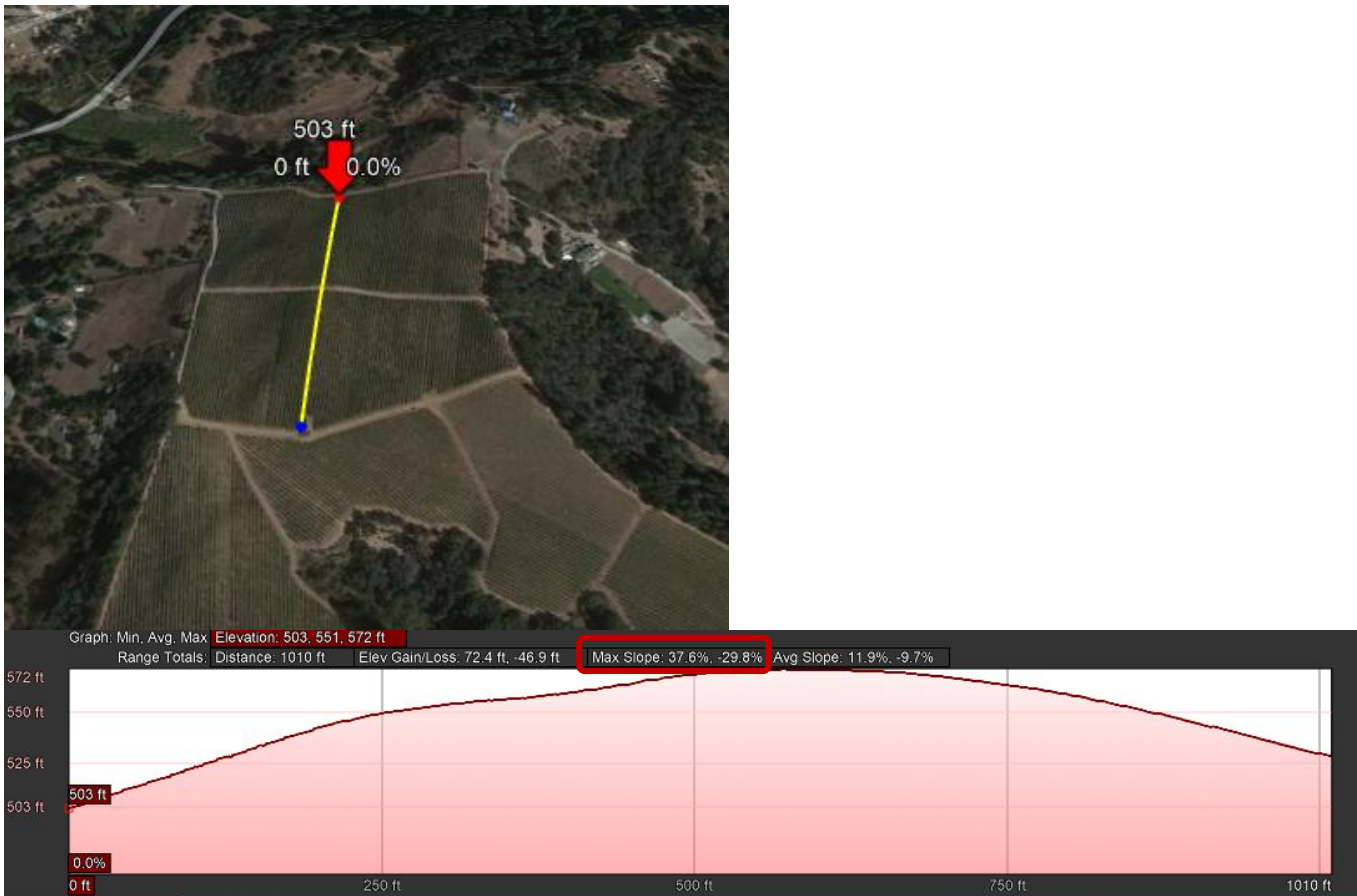 503 ft
0 ft 0.0%
Graph: Min, Avg, Max Elevation: 503, 551, 572 ft
Range Totals: Distance: 1010 ft Elev Gain/Loss: 72.4 ft, -46.9 ft Max Slope: 37.6%, -29.8% Avg Slope: 11.9%, -9.7%
572 ft
550 ft
525 ft
503 ft
503 ft
0.0%
0 ft 250 ft 500 ft 750 ft 1010 ft